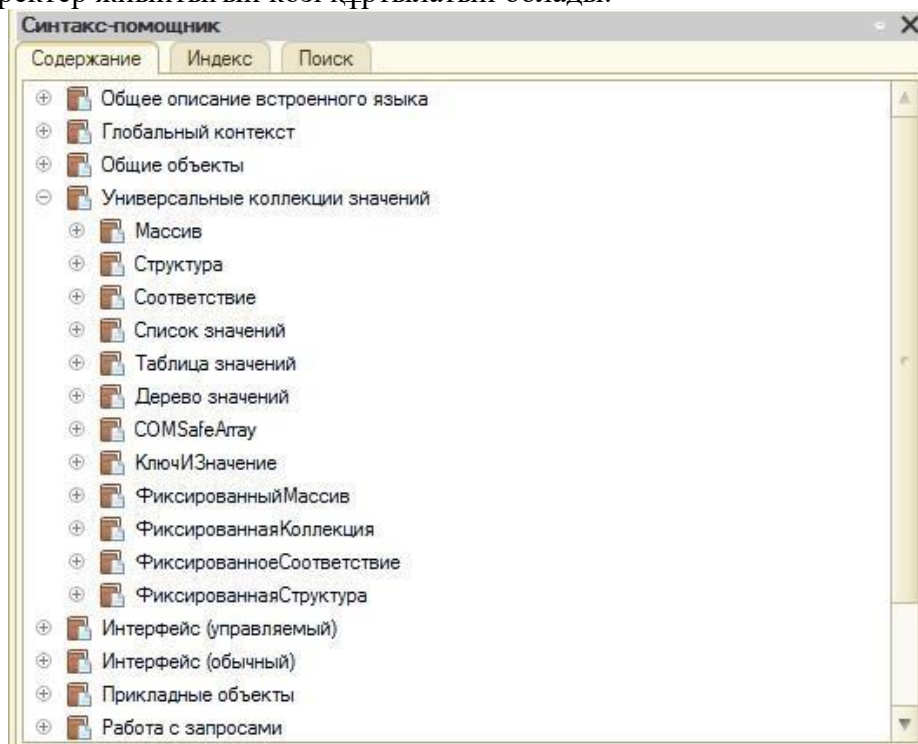 Синтакс-помощник
Содержание Индекс Поиск
Общее описание встроенного языка
Глобальный контекст
Общие объекты
Универсальные коллекции значений
Массив
Структура
Соответствие
Список значений
Таблица значений
Дерево значений
COMSafeArray
КлючИЗначение
ФиксированныйМассив
ФиксированнаяКоллекция
ФиксированноеСоответствие
ФиксированнаяСтруктура
Интерфейс (управляемый)
Интерфейс (обычный)
Прикладные объекты
Работа с запросами